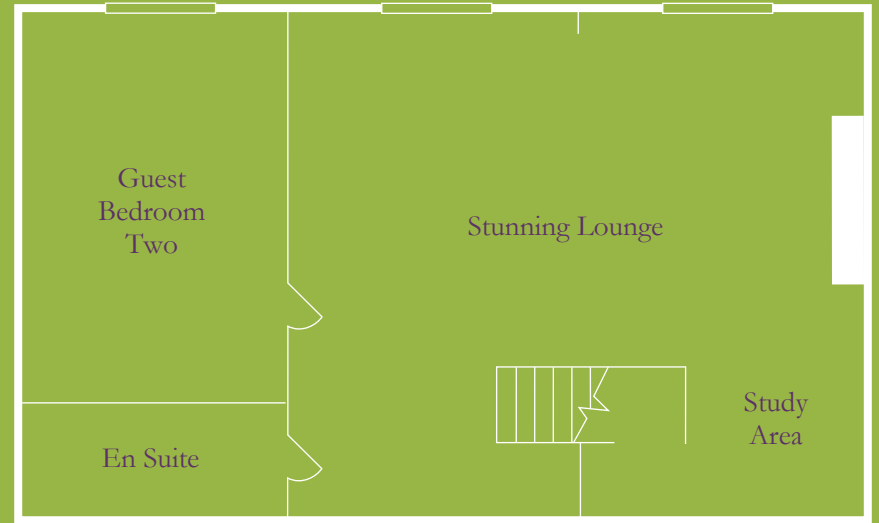 Guest
Bedroom
Two
Stunning Lounge
Study
Area
En Suite